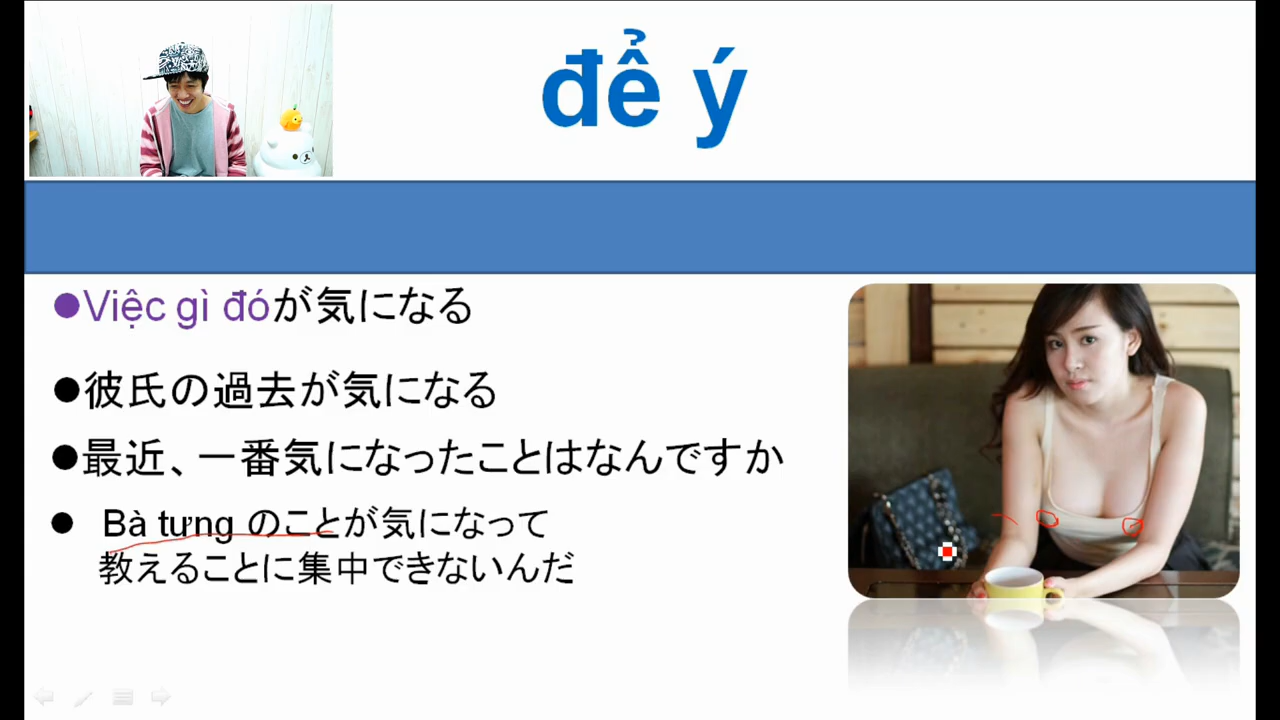 để ý
●Việc gì đóが気になる
●彼氏の過去が気になる
●最近、一番気になったことはなんですか
● Bà tưng のことが気になって
教えることに集中できないんだ